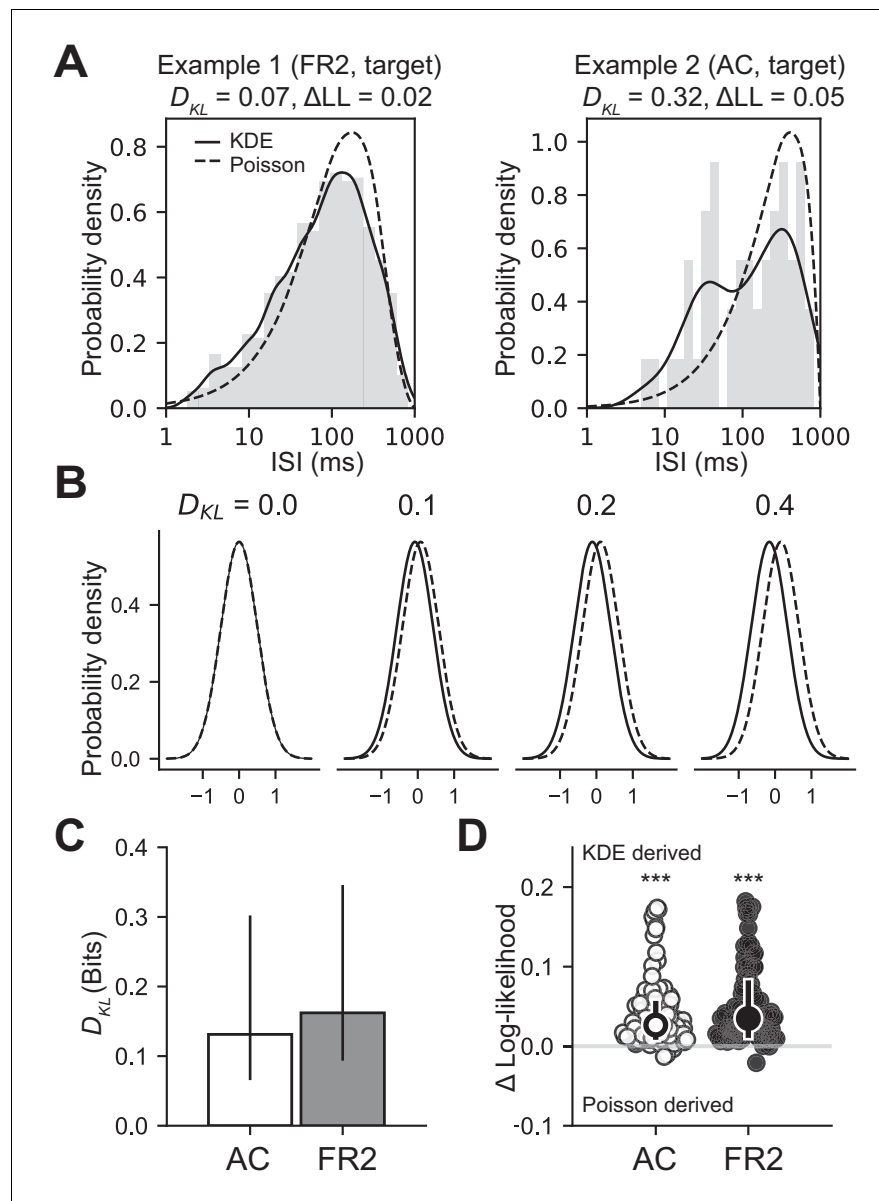 A
Example 1 (FR2, target)
D_KL = 0.07, ΔLL = 0.02
Example 2 (AC, target)
D_KL = 0.32, ΔLL = 0.05
KDE
Poisson
Probability density
0.8
0.6
0.4
0.2
0.0
1 10 100 1000
ISI (ms)
Probability density
1.0
0.8
0.6
0.4
0.2
0.0
1 10 100 1000
ISI (ms)
B
D_KL = 0.0 0.1 0.2 0.4
Probability density
0.4
0.2
0.0
−1 0 1 −1 0 1 −1 0 1 −1 0 1
C
D_KL (Bits)
0.4
0.3
0.2
0.1
0.0
AC FR2
D
KDE derived
*** ***
Δ Log-likelihood
0.2
0.1
0.0
-0.1
Poisson derived
AC FR2